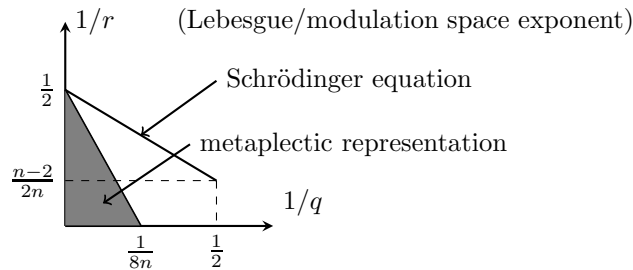 1/r (Lebesgue/modulation space exponent)
1/2
Schrödinger equation
metaplectic representation
n−2/2n
1/q
1/8n
1/2